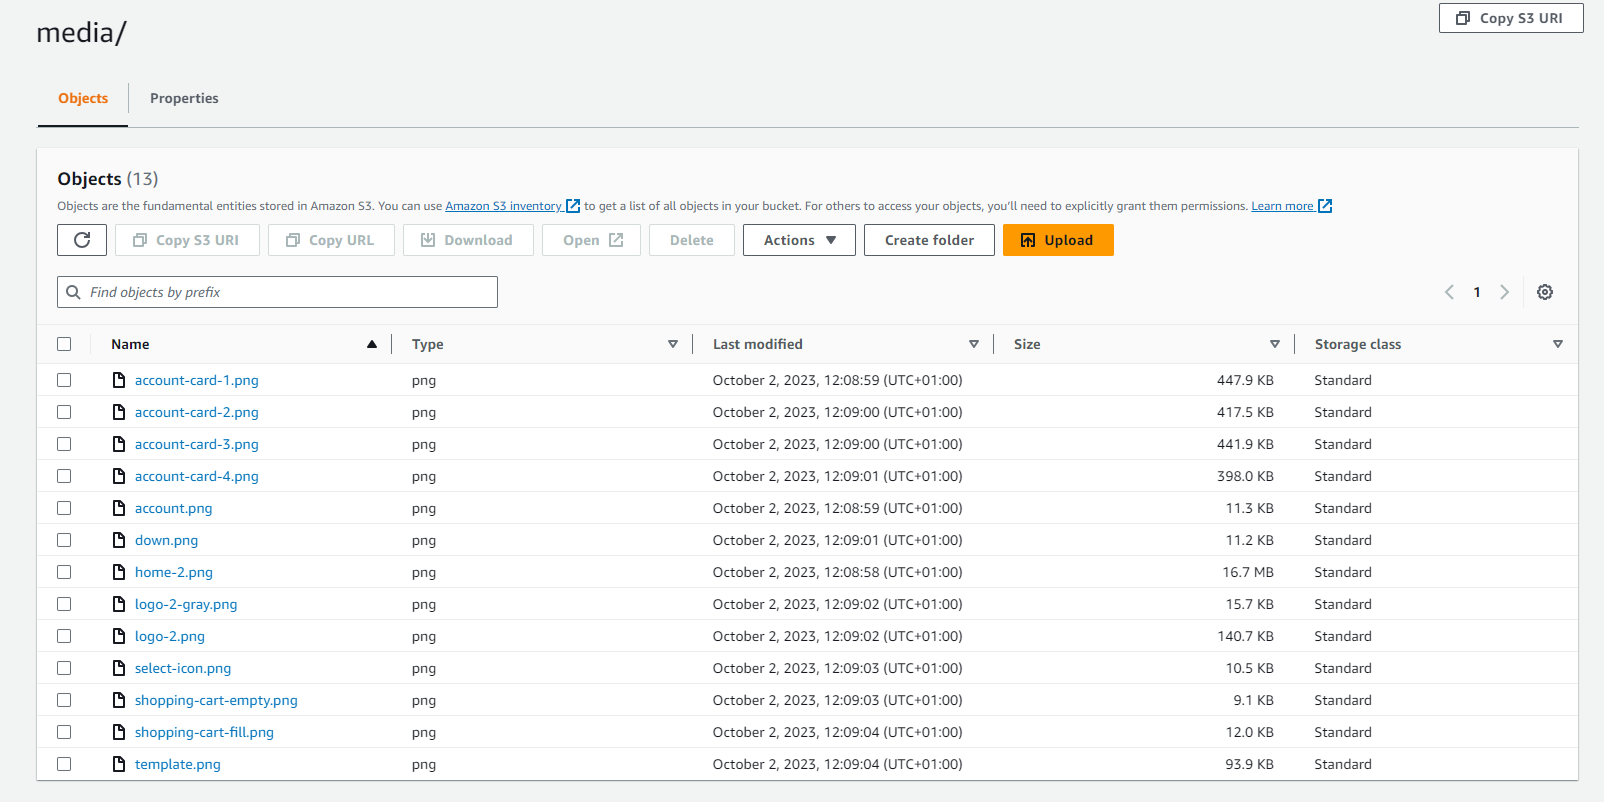 media/
Copy S3 URI
Objects
Properties
Objects (13)
Objects are the fundamental entities stored in Amazon S3. You can use Amazon S3 inventory to get a list of all objects in your bucket. For others to access your objects, you'll need to explicitly grant them permissions. Learn more
Copy S3 URI Copy URL Download Open Delete Actions Create folder Upload
Find objects by prefix
1
Name Type Last modified Size Storage class
account-card-1.png png October 2, 2023, 12:08:59 (UTC+01:00) 447.9 KB Standard
account-card-2.png png October 2, 2023, 12:09:00 (UTC+01:00) 417.5 KB Standard
account-card-3.png png October 2, 2023, 12:09:00 (UTC+01:00) 441.9 KB Standard
account-card-4.png png October 2, 2023, 12:09:01 (UTC+01:00) 398.0 KB Standard
account.png png October 2, 2023, 12:08:59 (UTC+01:00) 11.3 KB Standard
down.png png October 2, 2023, 12:09:01 (UTC+01:00) 11.2 KB Standard
home-2.png png October 2, 2023, 12:08:58 (UTC+01:00) 16.7 MB Standard
logo-2-gray.png png October 2, 2023, 12:09:02 (UTC+01:00) 15.7 KB Standard
logo-2.png png October 2, 2023, 12:09:02 (UTC+01:00) 140.7 KB Standard
select-icon.png png October 2, 2023, 12:09:03 (UTC+01:00) 10.5 KB Standard
shopping-cart-empty.png png October 2, 2023, 12:09:03 (UTC+01:00) 9.1 KB Standard
shopping-cart-fill.png png October 2, 2023, 12:09:04 (UTC+01:00) 12.0 KB Standard
template.png png October 2, 2023, 12:09:04 (UTC+01:00) 93.9 KB Standard